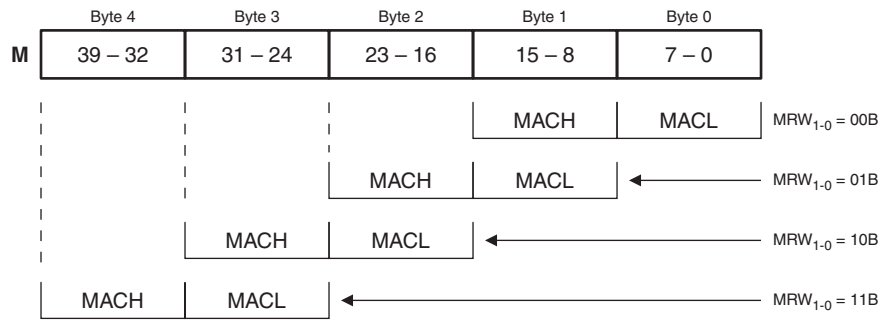 Byte 4 Byte 3 Byte 2 Byte 1 Byte 0
M 39 – 32 31 – 24 23 – 16 15 – 8 7 – 0
MACH MACL MRW1-0 = 00B
MACH MACL MRW1-0 = 01B
MACH MACL MRW1-0 = 10B
MACH MACL MRW1-0 = 11B